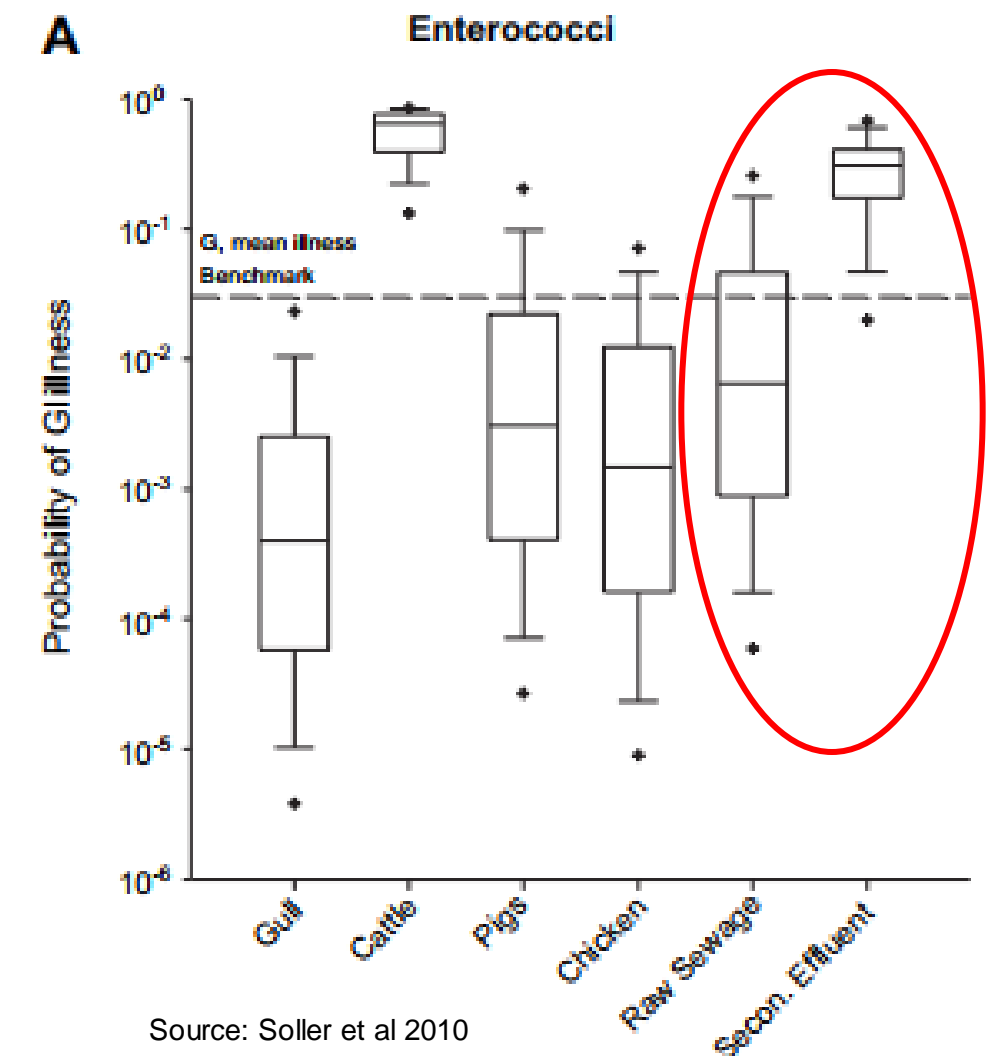 A
Enterococci
10⁰
10⁻¹
G, mean illness
Benchmark
10⁻²
10⁻³
10⁻⁴
10⁻⁵
10⁻⁶
Probability of GI illness
Gull
Cattle
Pigs
Chicken
Raw Sewage
Secon. Effluent
Source: Soller et al 2010